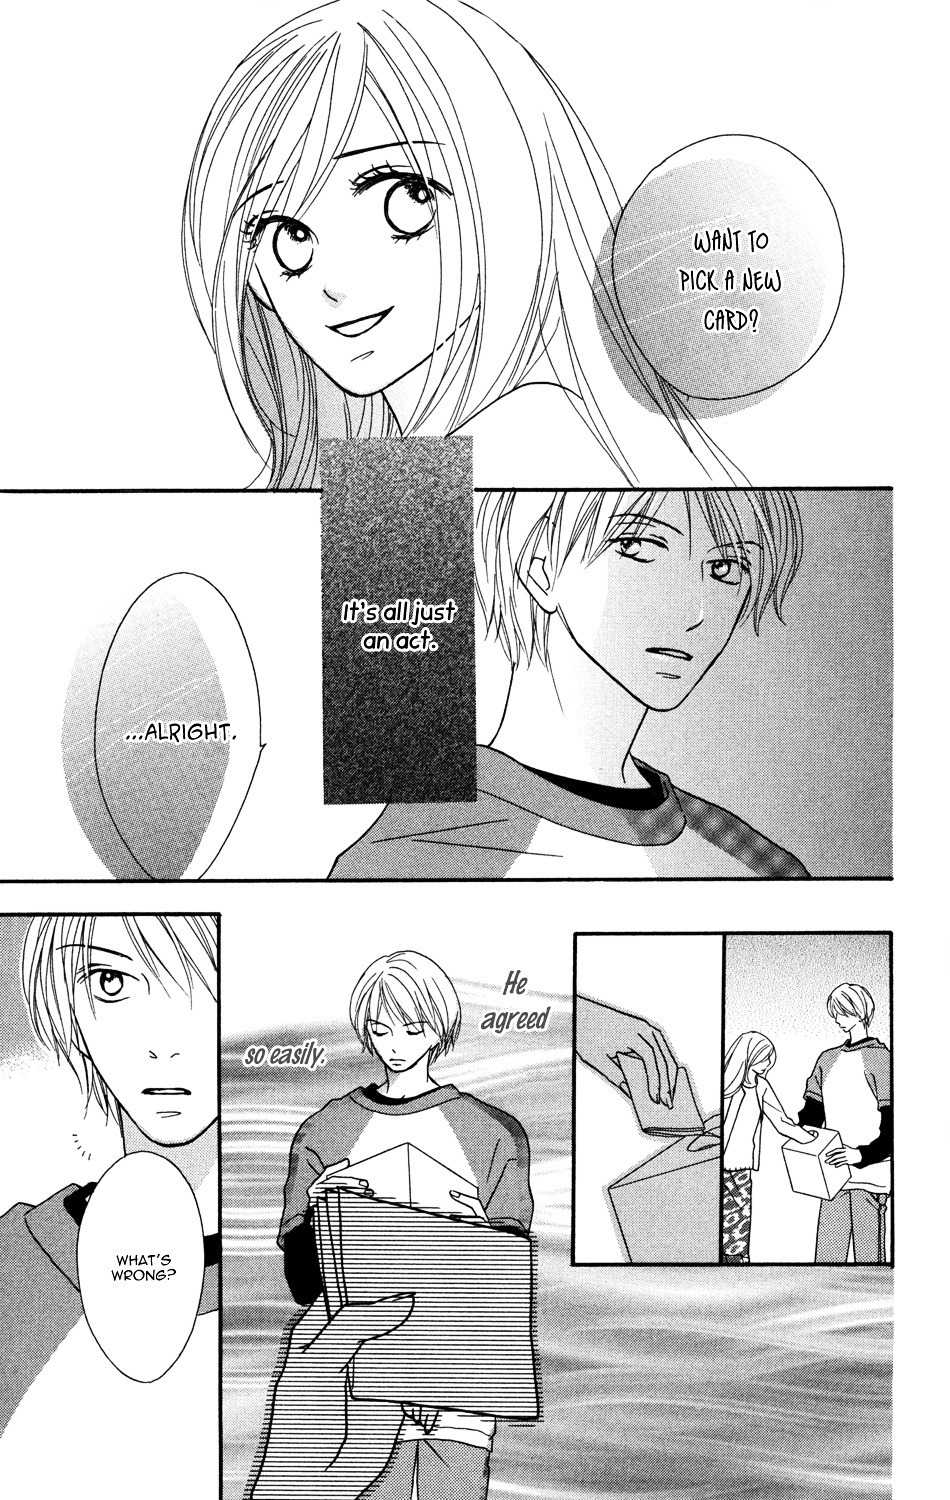 WANT TO
PICK A NEW
CARD?
It's all just
an act.
...ALRIGHT.
He
agreed
so easily.
WHAT'S
WRONG?